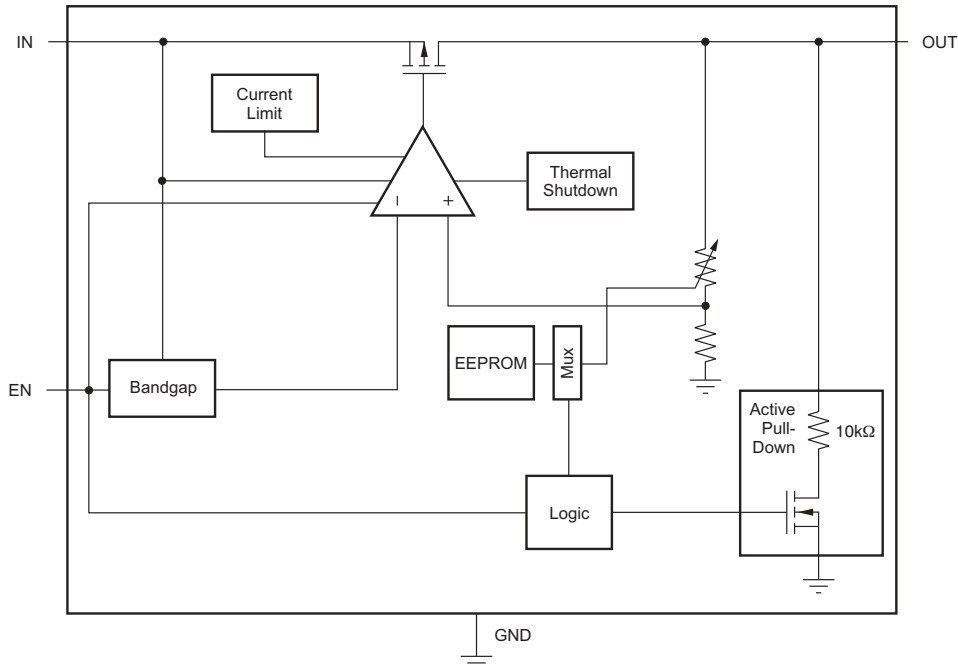 IN
OUT
Current
Limit
Thermal
Shutdown
EEPROM
Mux
EN
Bandgap
Active
Pull-
Down
10kΩ
Logic
GND